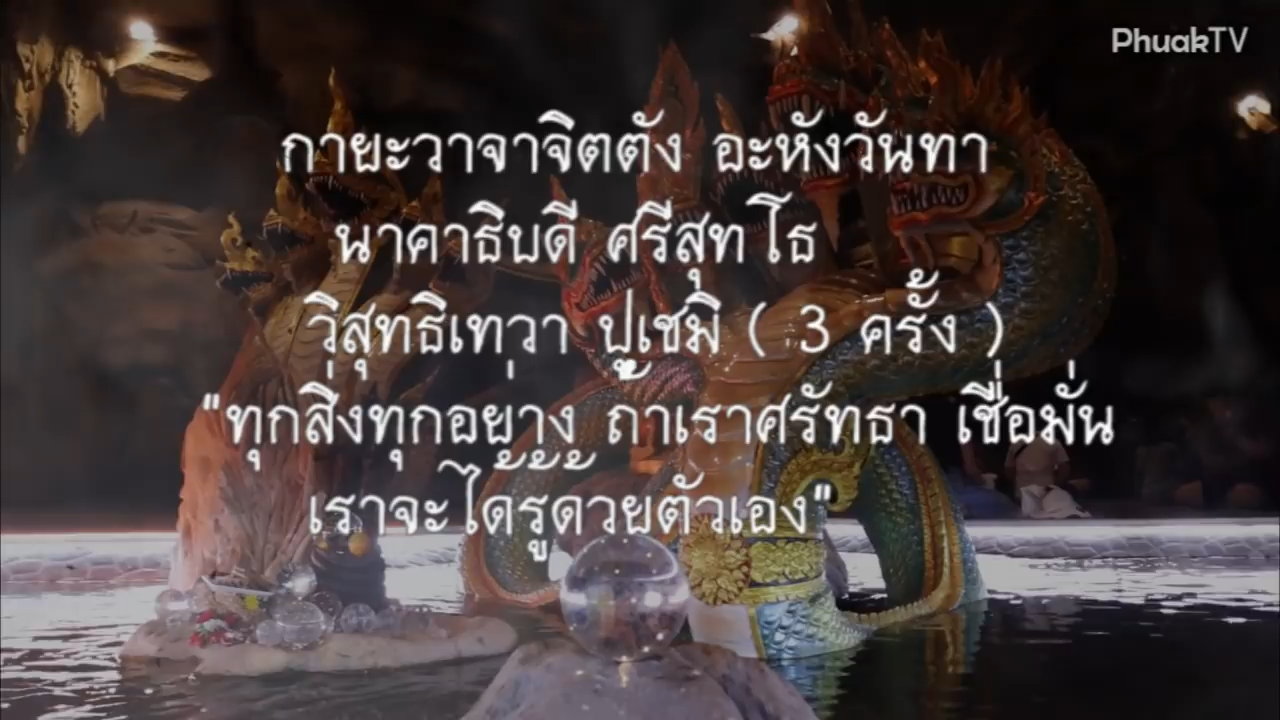 PhuakTV
กายะวาจาจิตตัง อะหังวันทา
นาคาธิบดี ศรีสุทโธ
วิสุทธิเทวา ปูเชมิ ( 3 ครั้ง )
"ทุกสิ่งทุกอย่าง ถ้าเราศรัทธา เชื่อมั่น
เราจะได้รู้ด้วยตัวเอง"